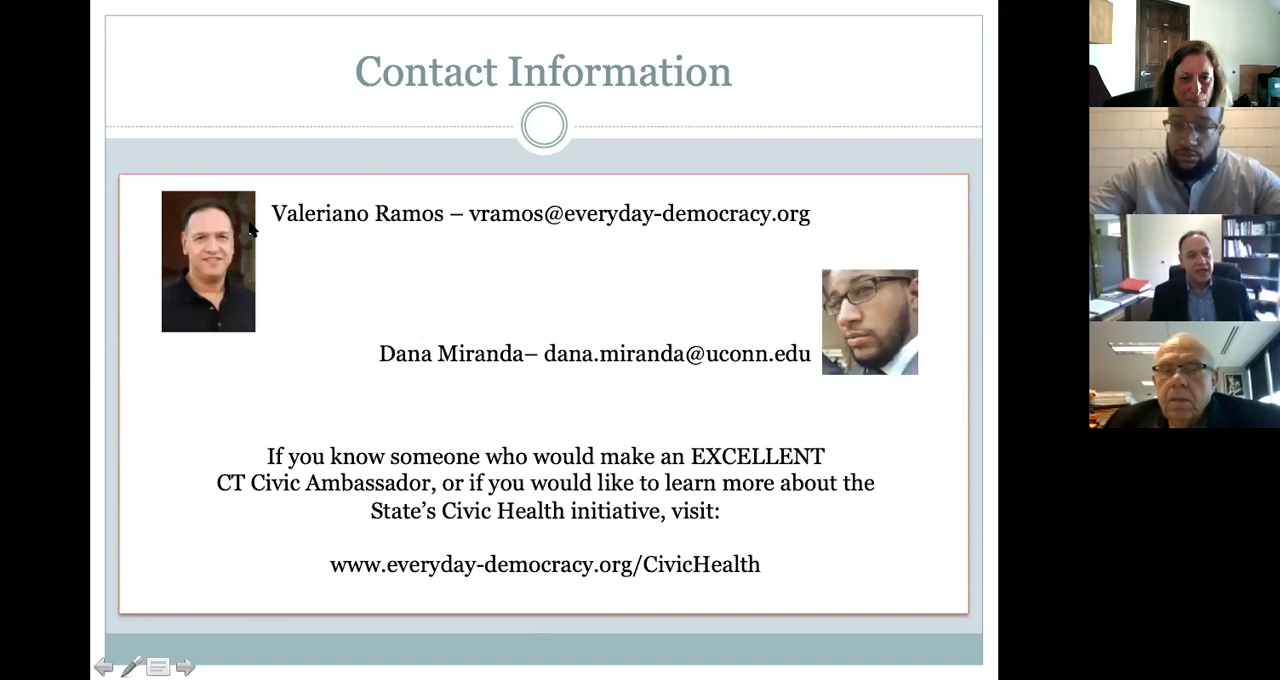 Contact Information
Valeriano Ramos – vramos@everyday-democracy.org
Dana Miranda– dana.miranda@uconn.edu
If you know someone who would make an EXCELLENT
CT Civic Ambassador, or if you would like to learn more about the
State’s Civic Health initiative, visit:
www.everyday-democracy.org/CivicHealth